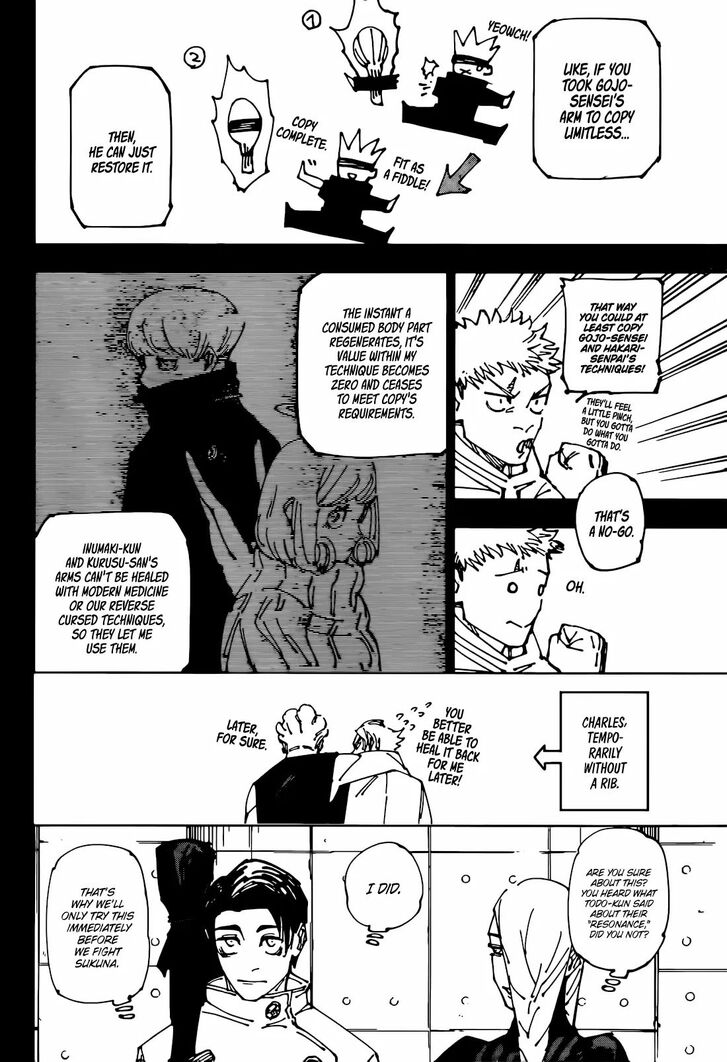 LIKE, IF YOU
TOOK GOJO-
SENSEI'S
ARM TO COPY
LIMITLESS...
YEOWCH!
①
②
COPY
COMPLETE.
FIT AS
A FIDDLE!
THEN,
HE CAN JUST
RESTORE IT.
THAT WAY
YOU COULD AT
LEAST COPY
GOJO-SENSEI
AND HAKARI-
SENPAI'S
TECHNIQUES!
THEY'LL FEEL
A LITTLE PINCH,
BUT YOU GOTTA
DO WHAT YOU
GOTTA DO.
THE INSTANT A
CONSUMED BODY PART
REGENERATES, IT'S
VALUE WITHIN MY
TECHNIQUE BECOMES
ZERO AND CEASES
TO MEET COPY'S
REQUIREMENTS.
THAT'S
A NO-GO.
OH.
INUMAKI-KUN
AND KURUSU-SAN'S
ARMS CAN'T BE HEALED
WITH MODERN MEDICINE
OR OUR REVERSE
CURSED TECHNIQUES,
SO THEY LET ME
USE THEM.
CHARLES,
TEMPO-
RARILY
WITHOUT
A RIB.
YOU
BETTER
BE ABLE TO
HEAL IT BACK
FOR ME
LATER!
LATER,
FOR SURE.
ARE YOU SURE
ABOUT THIS?
YOU HEARD WHAT
TODO-KUN SAID
ABOUT THEIR
"RESONANCE,"
DID YOU NOT?
I DID.
THAT'S
WHY WE'LL
ONLY TRY THIS
IMMEDIATELY
BEFORE
WE FIGHT
SUKUNA.